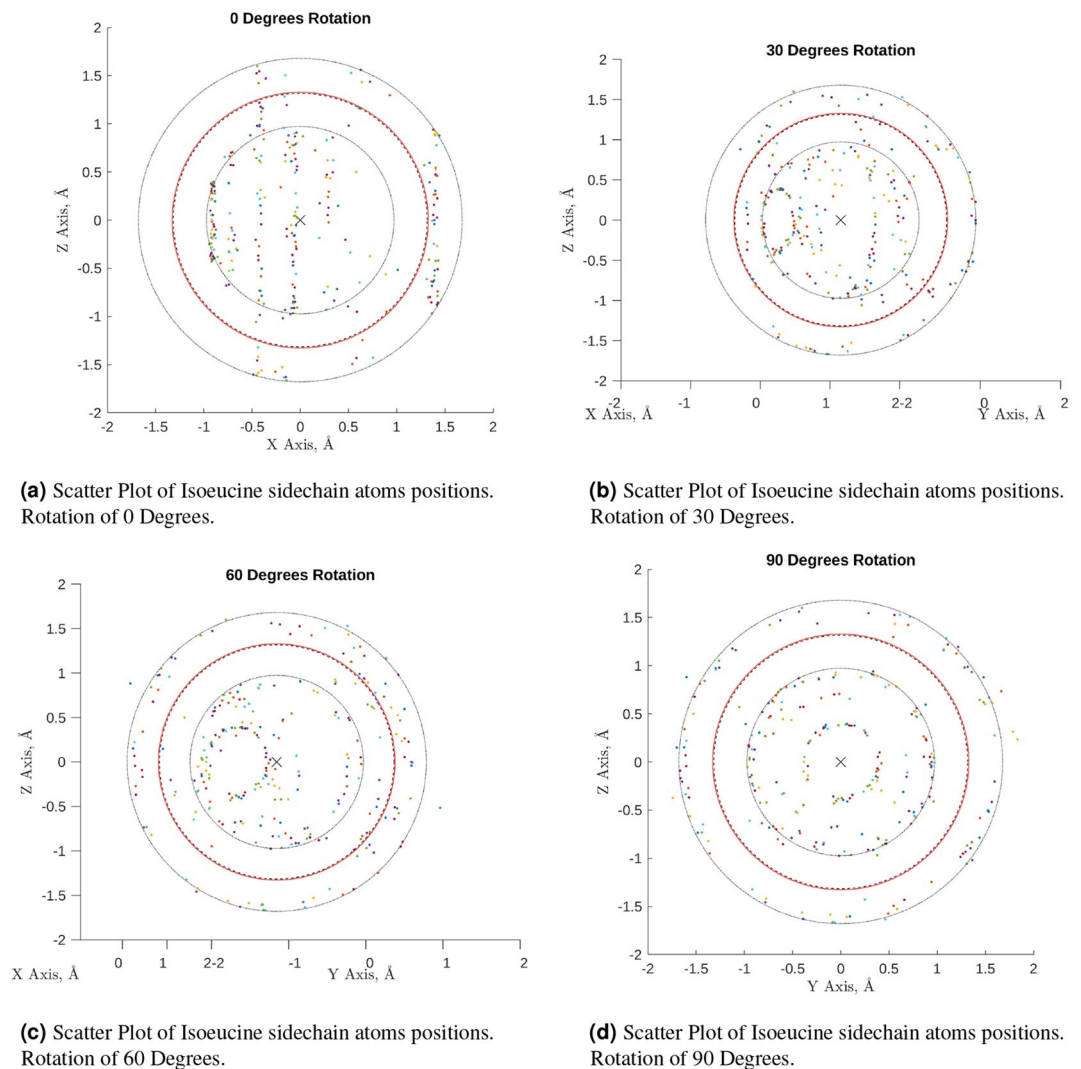 0 Degrees Rotation
2
1.5
1
0.5
0
-0.5
-1
-1.5
-2
Z Axis, Å
-2 -1.5 -1 -0.5 0 0.5 1 1.5 2
X Axis, Å
(a) Scatter Plot of Isoeucine sidechain atoms positions.
Rotation of 0 Degrees.
30 Degrees Rotation
2
1.5
1
0.5
0
-0.5
-1
-1.5
-2
Z Axis, Å
-2 -1 0 1 2 -2 0 2
X Axis, Å Y Axis, Å
(b) Scatter Plot of Isoeucine sidechain atoms positions.
Rotation of 30 Degrees.
60 Degrees Rotation
2
1.5
1
0.5
0
-0.5
-1
-1.5
-2
Z Axis, Å
0 1 2 -2 -1 0 1 2
X Axis, Å Y Axis, Å
(c) Scatter Plot of Isoeucine sidechain atoms positions.
Rotation of 60 Degrees.
90 Degrees Rotation
2
1.5
1
0.5
0
-0.5
-1
-1.5
-2
Z Axis, Å
-2 -1.5 -1 -0.5 0 0.5 1 1.5 2
Y Axis, Å
(d) Scatter Plot of Isoeucine sidechain atoms positions.
Rotation of 90 Degrees.